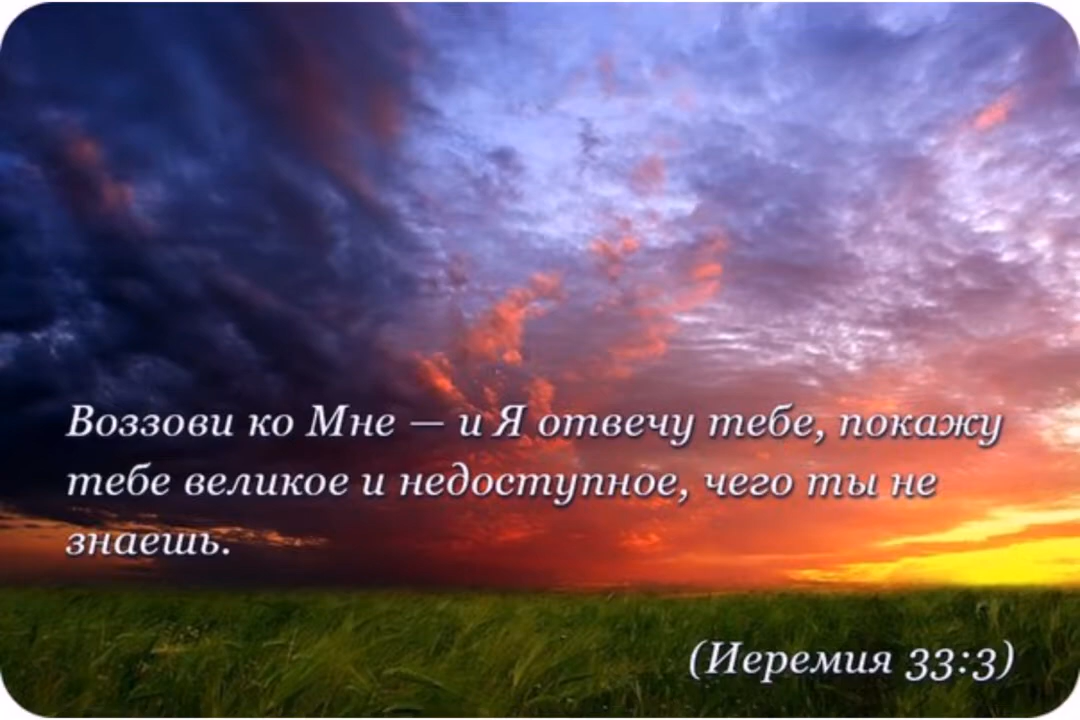 Воззови ко Мне — и Я отвечу тебе, покажу
тебе великое и недоступное, чего ты не
знаешь.
(Иеремия 33:3)